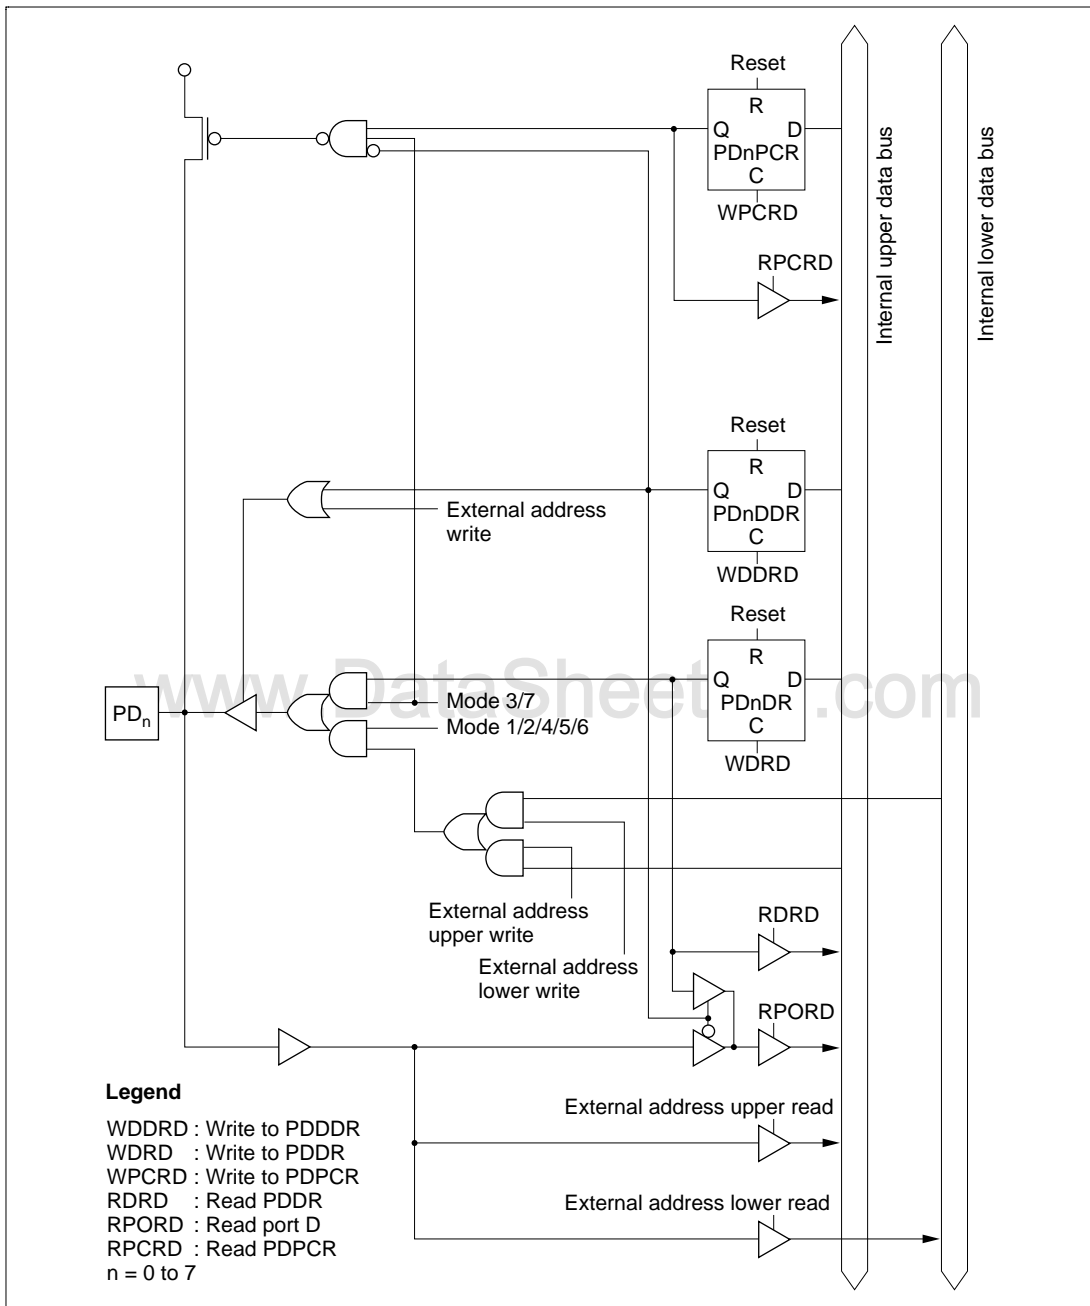 Reset
R
Q D
PDnPCR
C
WPCRD
RPCRD
Internal upper data bus
Internal lower data bus
Reset
R
Q D
PDnDDR
C
WDDRD
External address
write
Reset
R
Q D
PDnDR
C
WDRD
www.DataSheet .com
PDn
Mode 3/7
Mode 1/2/4/5/6
External address
upper write
External address
lower write
RDRD
RPORD
External address upper read
External address lower read
Legend
WDDRD : Write to PDDDR
WDRD : Write to PDDR
WPCRD : Write to PDPCR
RDRD : Read PDDR
RPORD : Read port D
RPCRD : Read PDPCR
n = 0 to 7